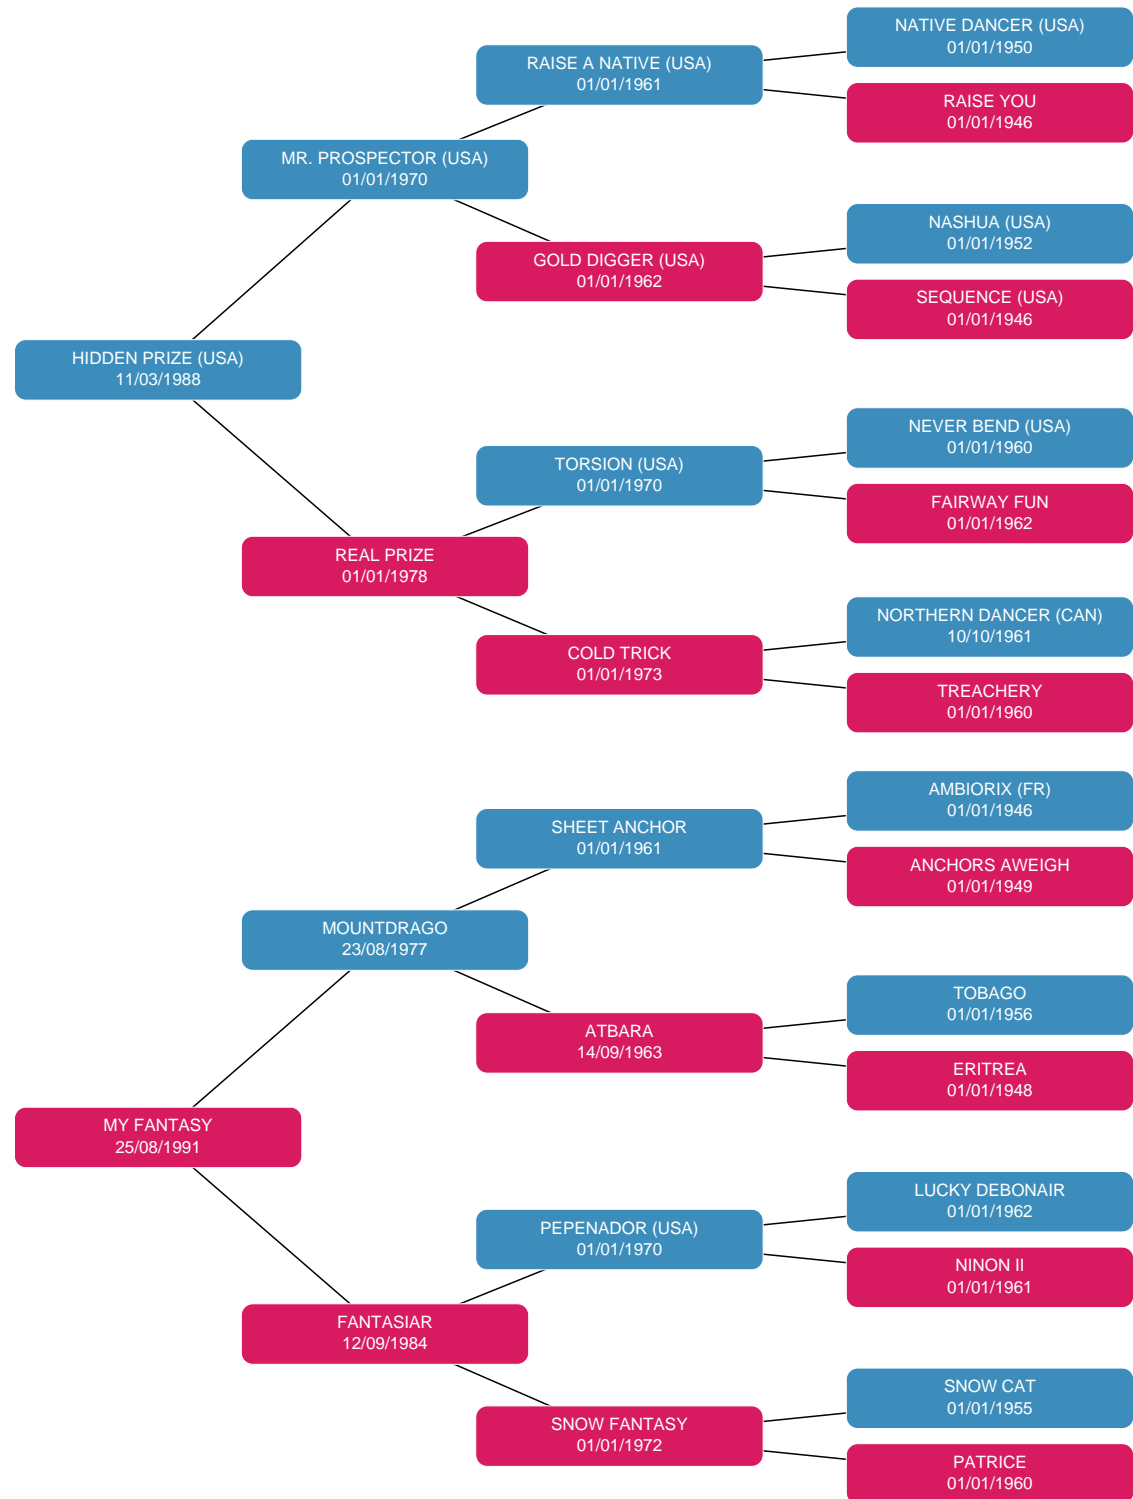 NATIVE DANCER (USA)
01/01/1950
RAISE A NATIVE (USA)
01/01/1961
RAISE YOU
01/01/1946
MR. PROSPECTOR (USA)
01/01/1970
NASHUA (USA)
01/01/1952
GOLD DIGGER (USA)
01/01/1962
SEQUENCE (USA)
01/01/1946
HIDDEN PRIZE (USA)
11/03/1988
NEVER BEND (USA)
01/01/1960
TORSION (USA)
01/01/1970
FAIRWAY FUN
01/01/1962
REAL PRIZE
01/01/1978
NORTHERN DANCER (CAN)
10/10/1961
COLD TRICK
01/01/1973
TREACHERY
01/01/1960
AMBIORIX (FR)
01/01/1946
SHEET ANCHOR
01/01/1961
ANCHORS AWEIGH
01/01/1949
MOUNTDRAGO
23/08/1977
TOBAGO
01/01/1956
ATBARA
14/09/1963
ERITREA
01/01/1948
MY FANTASY
25/08/1991
LUCKY DEBONAIR
01/01/1962
PEPENADOR (USA)
01/01/1970
NINON II
01/01/1961
FANTASIAR
12/09/1984
SNOW CAT
01/01/1955
SNOW FANTASY
01/01/1972
PATRICE
01/01/1960